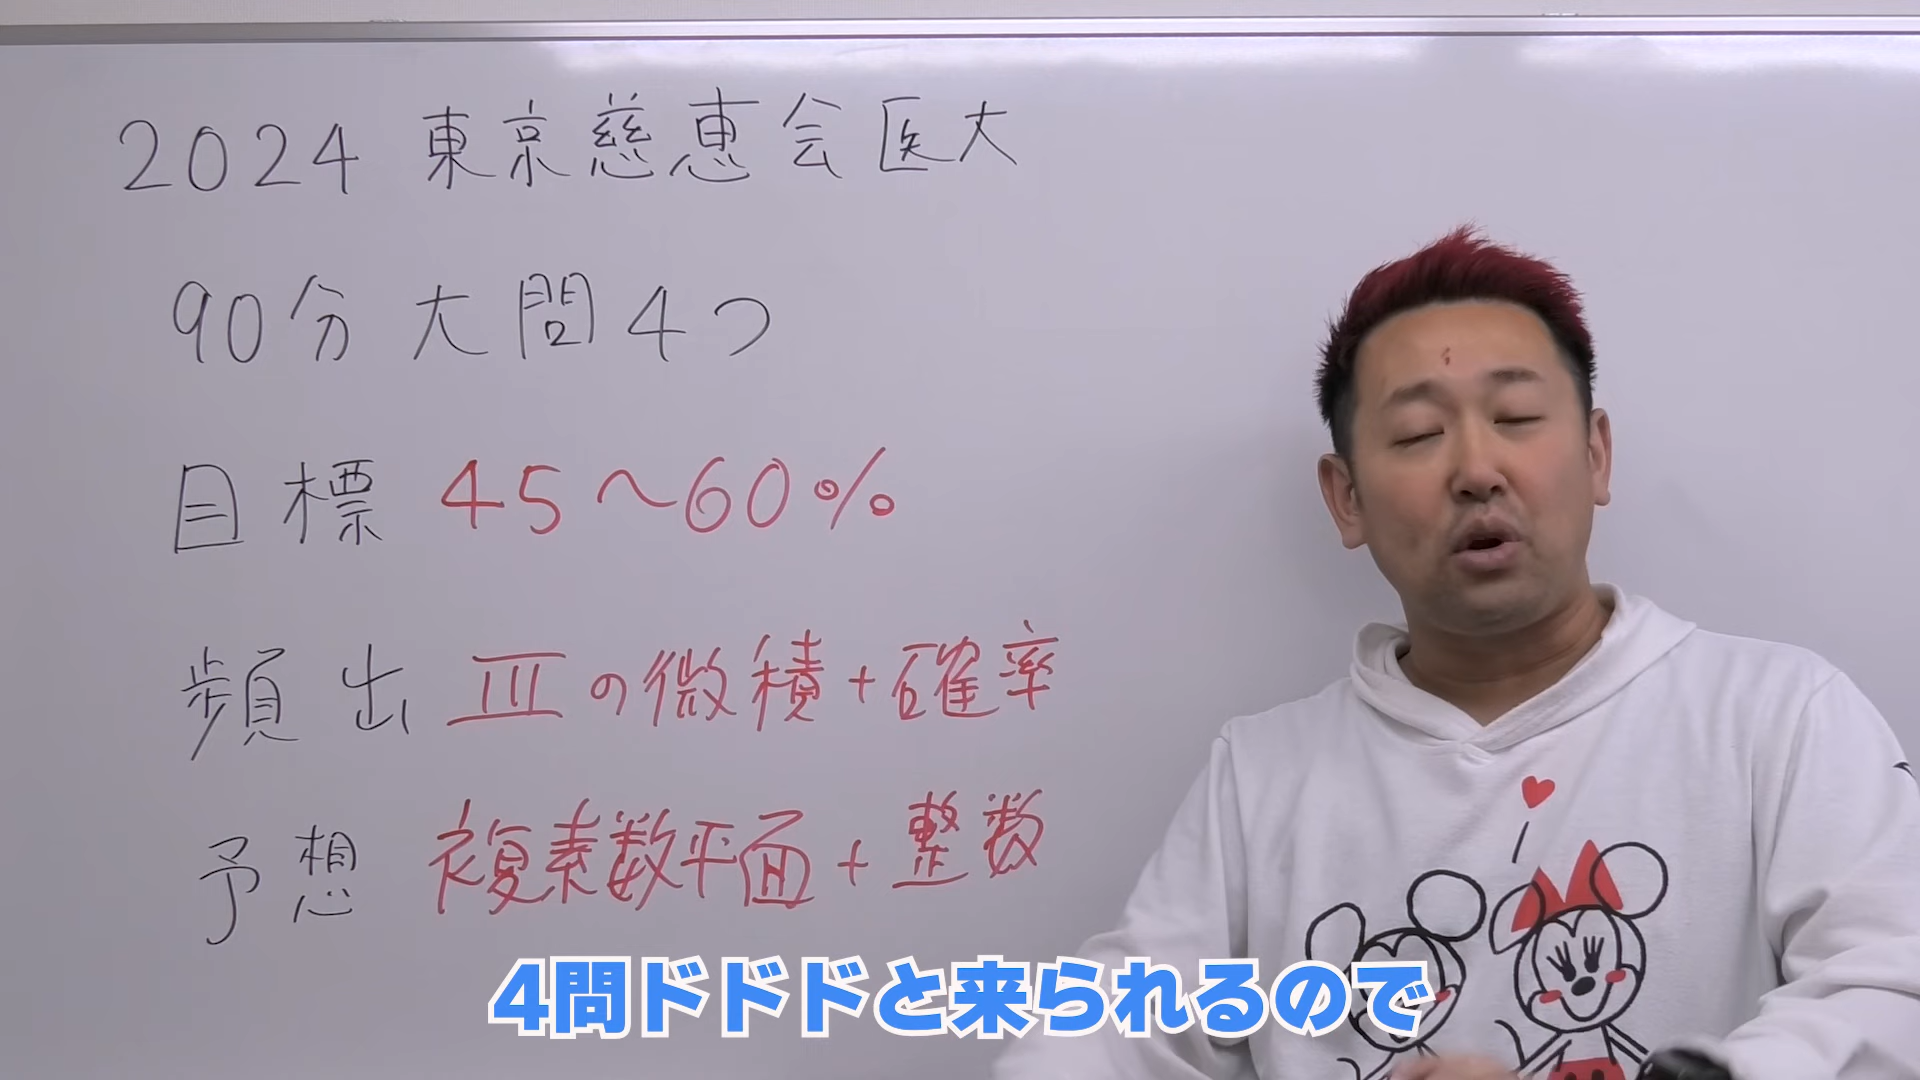 2024 東京慈恵会医大
90分 大問4つ
目標 45〜60%
頻出 IIIの微積+確率
予想 複素数平面+整数
4問ドドドと来られるので